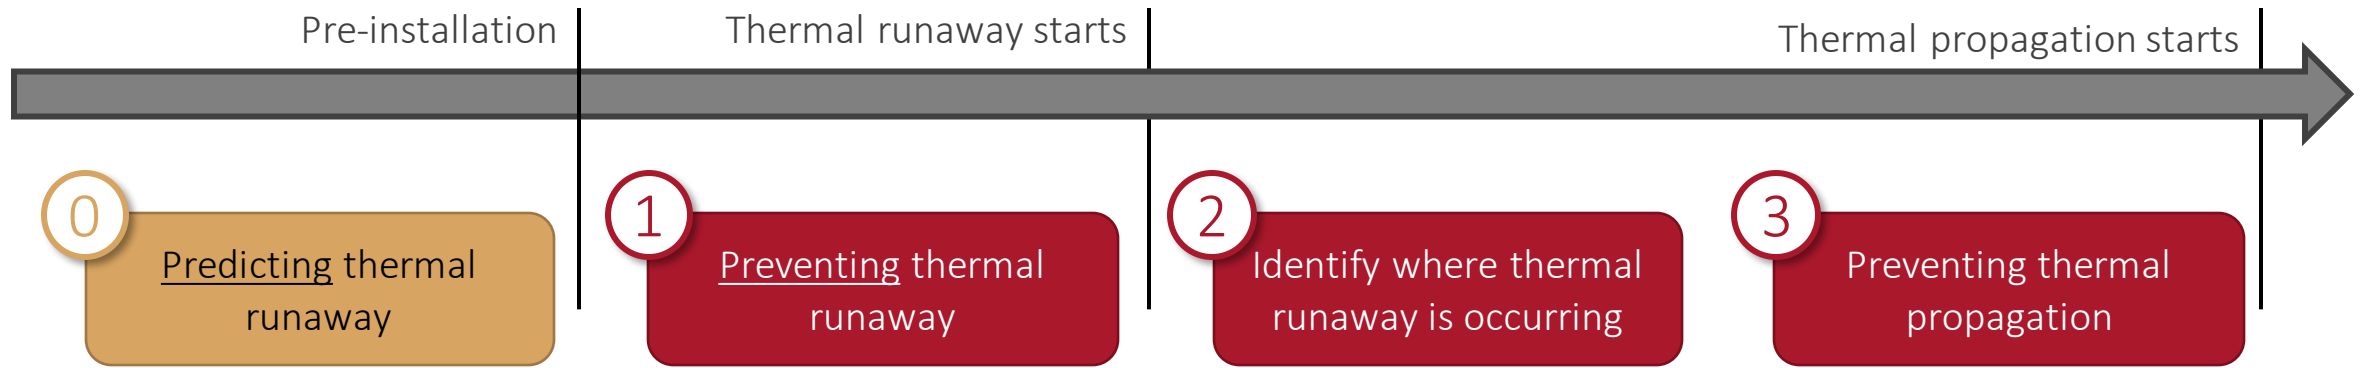 Pre-installation
Thermal runaway starts
Thermal propagation starts
0
Predicting thermal
runaway
1
Preventing thermal
runaway
2
Identify where thermal
runaway is occurring
3
Preventing thermal
propagation